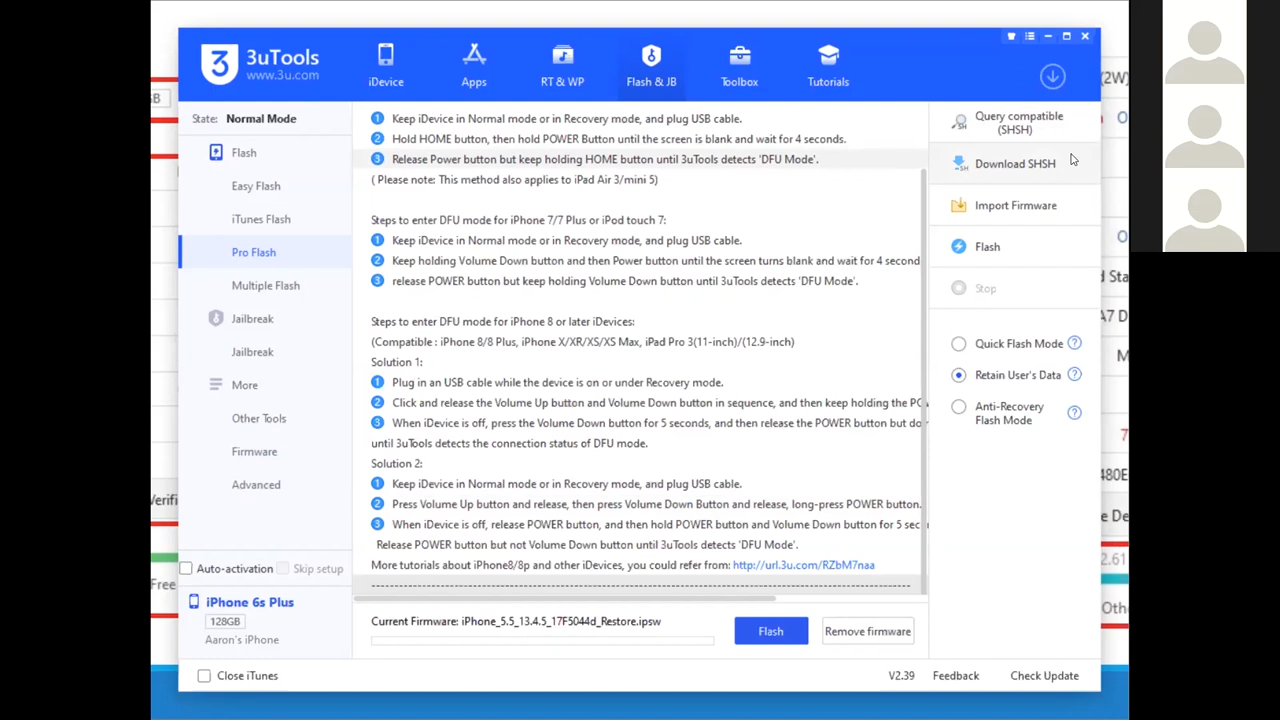 3uTools
www.3u.com
iDevice
Apps
RT & WP
Flash & JB
Toolbox
Tutorials
State: Normal Mode
Flash
Easy Flash
iTunes Flash
Pro Flash
Multiple Flash
Jailbreak
Jailbreak
More
Other Tools
Firmware
Advanced
Auto-activation Skip setup
iPhone 6s Plus
128GB
Aaron's iPhone
Close iTunes
1 Keep iDevice in Normal mode or in Recovery mode, and plug USB cable.
2 Hold HOME button, then hold POWER Button until the screen is blank and wait for 4 seconds.
3 Release Power button but keep holding HOME button until 3uTools detects 'DFU Mode'.
( Please note: This method also applies to iPad Air 3/mini 5)
Steps to enter DFU mode for iPhone 7/7 Plus or iPod touch 7:
1 Keep iDevice in Normal mode or in Recovery mode, and plug USB cable.
2 Keep holding Volume Down button and then Power button until the screen turns blank and wait for 4 second
3 release POWER button but keep holding Volume Down button until 3uTools detects 'DFU Mode'.
Steps to enter DFU mode for iPhone 8 or later iDevices:
(Compatible : iPhone 8/8 Plus, iPhone X/XR/XS/XS Max, iPad Pro 3(11-inch)/(12.9-inch)
Solution 1:
1 Plug in an USB cable while the device is on or under Recovery mode.
2 Click and release the Volume Up button and Volume Down button in sequence, and then keep holding the
3 When iDevice is off, press the Volume Down button for 5 seconds, and then release the POWER button but
until 3uTools detects the connection status of DFU mode.
Solution 2:
1 Keep iDevice in Normal mode or in Recovery mode, and plug USB cable.
2 Press Volume Up button and release, then press Volume Down Button and release, long-press POWER button.
3 When iDevice is off, release POWER button, and then hold POWER button and Volume Down button for 5 sec
Release POWER button but not Volume Down button until 3uTools detects 'DFU Mode'.
More tutorials about iPhone8/8p and other iDevices, you could refer from: http://url.3u.com/RZbM7naa
Current Firmware: iPhone_5.5_13.4.5_17F5044d_Restore.ipsw
Flash
Remove firmware
Query compatible
(SHSH)
Download SHSH
Import Firmware
Flash
Stop
Quick Flash Mode
Retain User's Data
Anti-Recovery
Flash Mode
V2.39
Feedback
Check Update
(2W)
A7
480E
2.61
Free